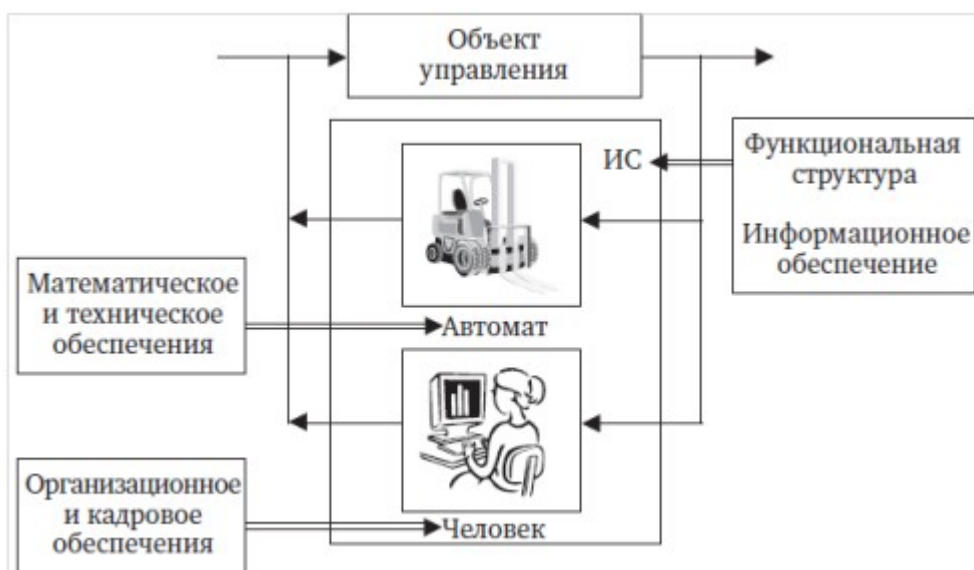 Объект
управления
ИС
Функциональная
структура
Информационное
обеспечение
Математическое
и техническое
обеспечения
Автомат
Организационное
и кадровое
обеспечения
Человек